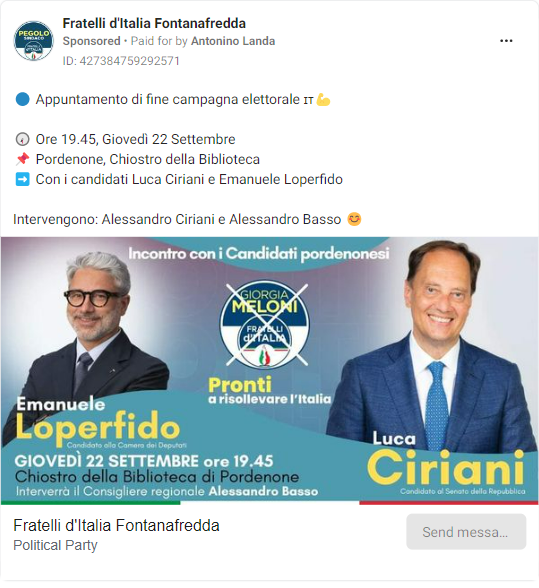 Fratelli d'Italia Fontanafredda
Sponsored • Paid for by Antonino Landa
ID: 427384759292571
🔵 Appuntamento di fine campagna elettorale ɪᴛ💪
🕢 Ore 19.45, Giovedì 22 Settembre
📌 Pordenone, Chiostro della Biblioteca
➡️ Con i candidati Luca Ciriani e Emanuele Loperfido
Intervengono: Alessandro Ciriani e Alessandro Basso 😊
PEGOLO
SINDACO
Incontro con i Candidati pordenonesi
GIORGIA
MELONI
FRATELLI
d'ITALIA
Pronti
a risollevare l'Italia
Emanuele
Loperfido
Candidato alla Camera dei Deputati
GIOVEDÌ 22 SETTEMBRE ore 19.45
Chiostro della Biblioteca di Pordenone
Interverrà il Consigliere regionale Alessandro Basso
Luca
Ciriani
Candidato al Senato della Repubblica
Fratelli d'Italia Fontanafredda
Political Party
Send messa...